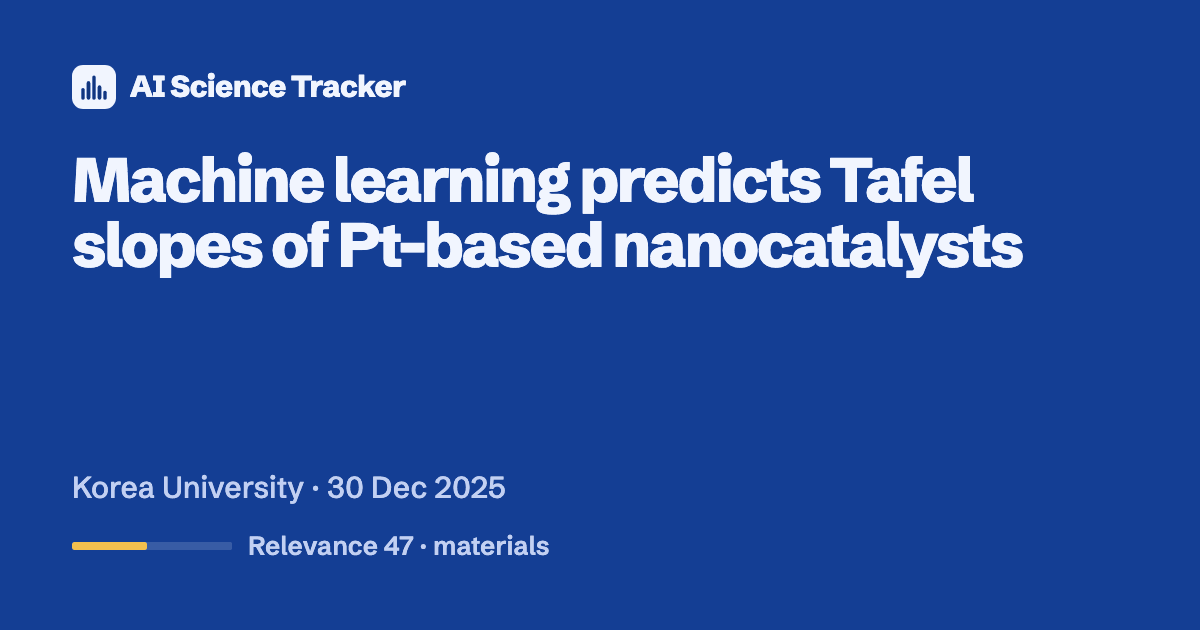 AI Science Tracker
Machine learning predicts Tafel
slopes of Pt-based nanocatalysts
Korea University · 30 Dec 2025
Relevance 47 · materials